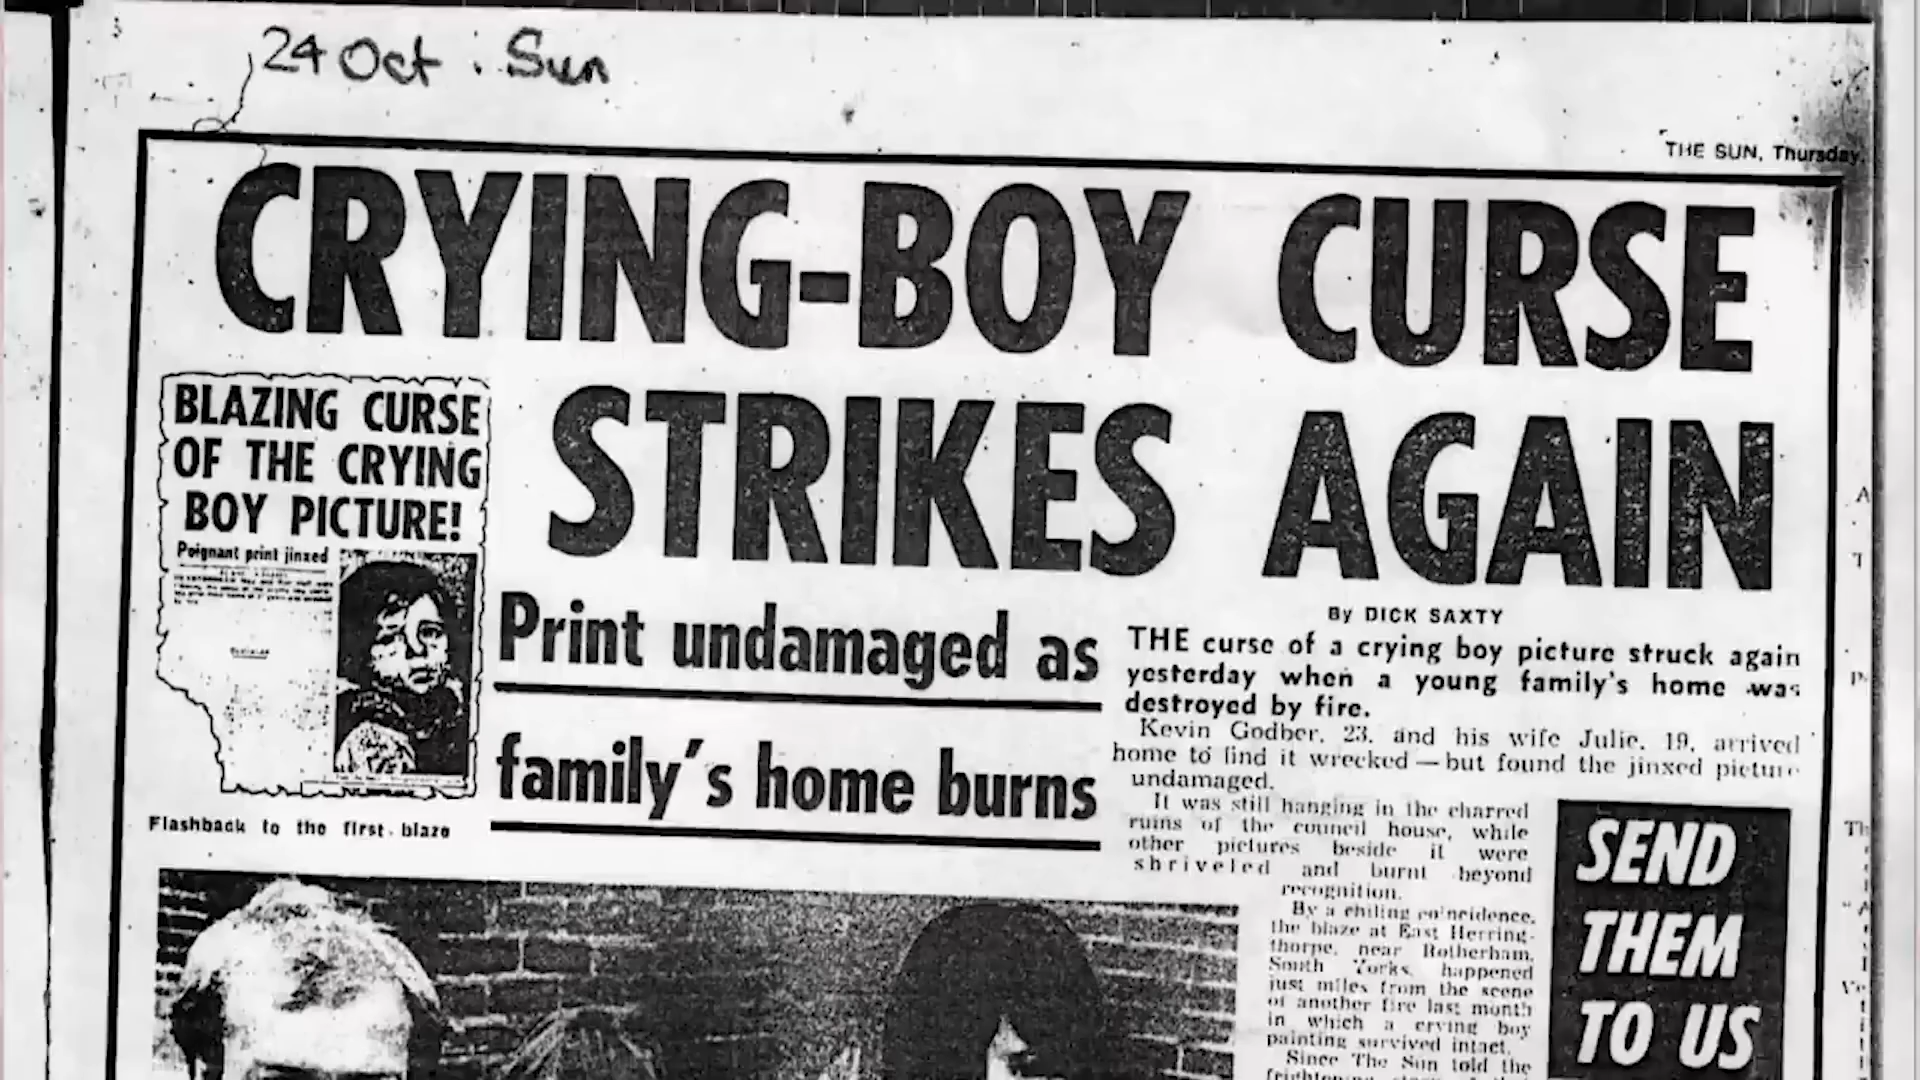 24 Oct : Sun
THE SUN, Thursday,
CRYING-BOY CURSE
STRIKES AGAIN
BLAZING CURSE
OF THE CRYING
BOY PICTURE!
Poignant print jinxed
Flashback to the first blaze
Print undamaged as
family's home burns
By DICK SAXTY
THE curse of a crying boy picture struck again
yesterday when a young family's home was
destroyed by fire.
Kevin Godber, 23, and his wife Julie, 19, arrived
home to find it wrecked — but found the jinxed picture
undamaged.
It was still hanging in the charred
ruins of the council house, while
other pictures beside it were
shriveled and burnt beyond
recognition.
By a chiling coincidence,
the blaze at East Herring-
thorpe, near Rotherham,
South Yorks, happened
just miles from the scene
of another fire last month
in which a crying boy
painting survived intact.
Since The Sun told the
SEND
THEM
TO US